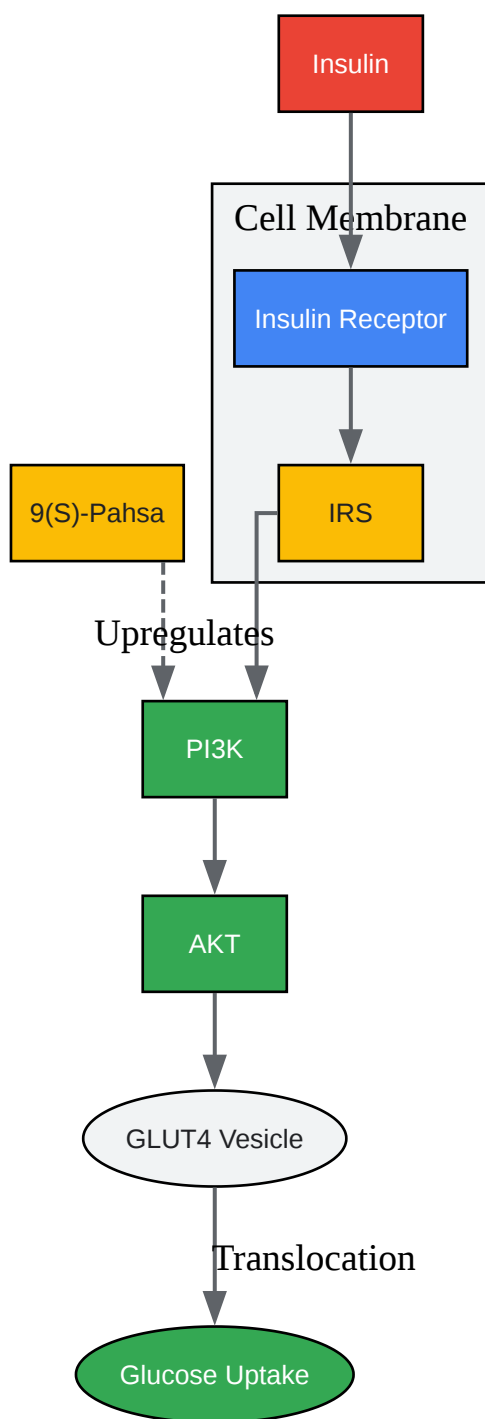 Insulin
Cell Membrane
Insulin Receptor
9(S)-Pahsa
IRS
Upregulates
PI3K
AKT
GLUT4 Vesicle
Translocation
Glucose Uptake